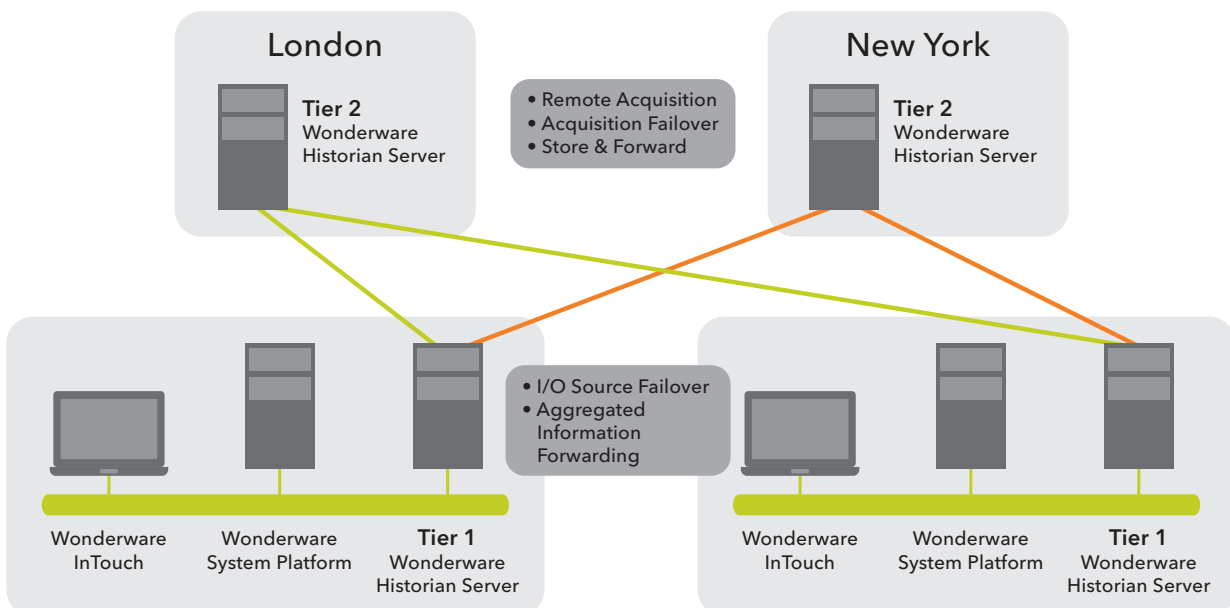 London
Tier 2
Wonderware
Historian Server
• Remote Acquisition
• Acquisition Failover
• Store & Forward
New York
Tier 2
Wonderware
Historian Server
• I/O Source Failover
• Aggregated
Information
Forwarding
Wonderware
InTouch
Wonderware
System Platform
Tier 1
Wonderware
Historian Server
Wonderware
InTouch
Wonderware
System Platform
Tier 1
Wonderware
Historian Server